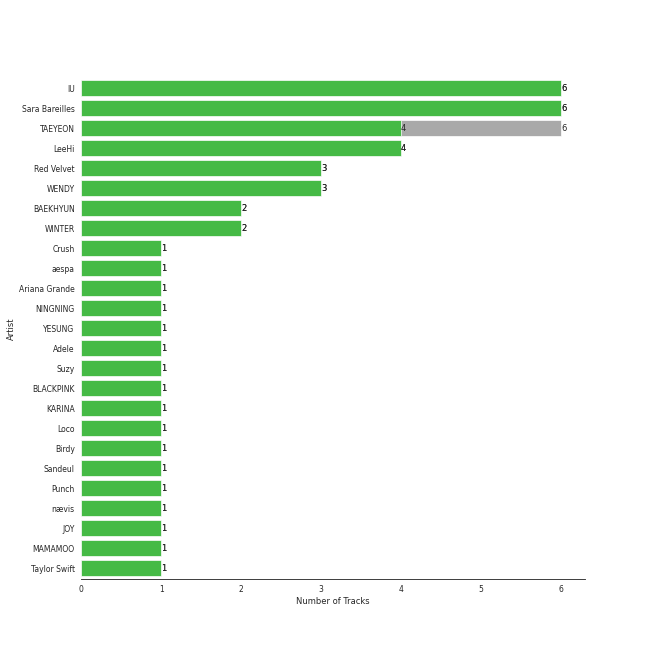 IU 6
Sara Bareilles 6
TAEYEON 4 6
LeeHi 4
Red Velvet 3
WENDY 3
BAEKHYUN 2
WINTER 2
Crush 1
aespa 1
Ariana Grande 1
NINGNING 1
YESUNG 1
Adele 1
Suzy 1
BLACKPINK 1
KARINA 1
Loco 1
Birdy 1
Sandeul 1
Punch 1
nævis 1
JOY 1
MAMAMOO 1
Taylor Swift 1
Artist
0 1 2 3 4 5 6
Number of Tracks